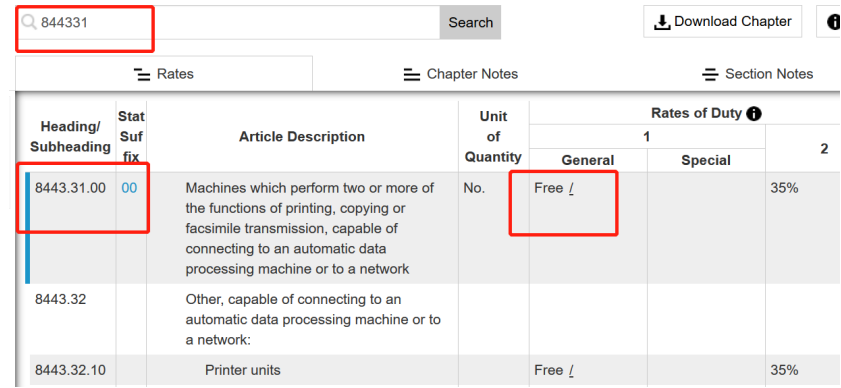 844331
Search
Download Chapter
Rates
Chapter Notes
Section Notes
Heading/
Subheading
Stat
Suf
fix
Article Description
Unit
of
Quantity
Rates of Duty
1
2
General
Special
8443.31.00 00 Machines which perform two or more of No. Free / 35%
the functions of printing, copying or
facsimile transmission, capable of
connecting to an automatic data
processing machine or to a network
8443.32 Other, capable of connecting to an
automatic data processing machine or to
a network:
8443.32.10 Printer units Free / 35%